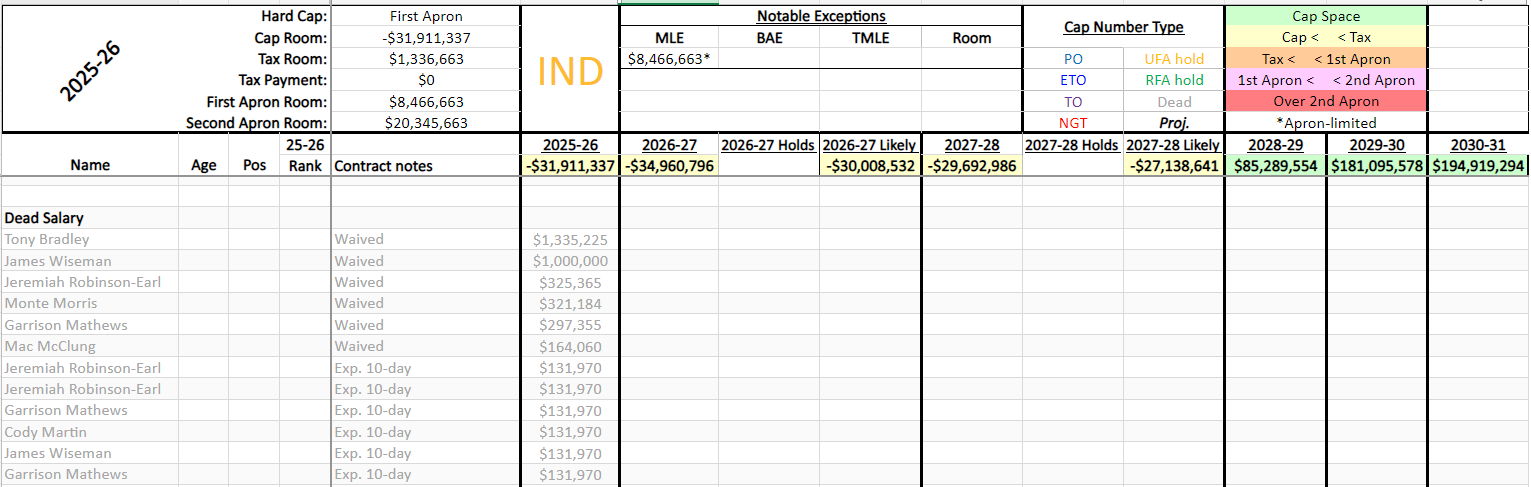 2025-26
Hard Cap: First Apron
Cap Room: -$31,911,337
Tax Room: $1,336,663
Tax Payment: $0
First Apron Room: $8,466,663
Second Apron Room: $20,345,663
IND
Notable Exceptions
MLE BAE TMLE Room
$8,466,663*
Cap Number Type
PO UFA hold
ETO RFA hold
TO Dead
NGT Proj.
Cap Space
Cap < < Tax
Tax < < 1st Apron
1st Apron < < 2nd Apron
Over 2nd Apron
*Apron-limited
25-26 2025-26 2026-27 2026-27 Holds 2026-27 Likely 2027-28 2027-28 Holds 2027-28 Likely 2028-29 2029-30 2030-31
Name Age Pos Rank Contract notes -$31,911,337 -$34,960,796 -$30,008,532 -$29,692,986 -$27,138,641 $85,289,554 $181,095,578 $194,919,294
Dead Salary
Tony Bradley Waived $1,335,225
James Wiseman Waived $1,000,000
Jeremiah Robinson-Earl Waived $325,365
Monte Morris Waived $321,184
Garrison Mathews Waived $297,355
Mac McClung Waived $164,060
Jeremiah Robinson-Earl Exp. 10-day $131,970
Jeremiah Robinson-Earl Exp. 10-day $131,970
Garrison Mathews Exp. 10-day $131,970
Cody Martin Exp. 10-day $131,970
James Wiseman Exp. 10-day $131,970
Garrison Mathews Exp. 10-day $131,970